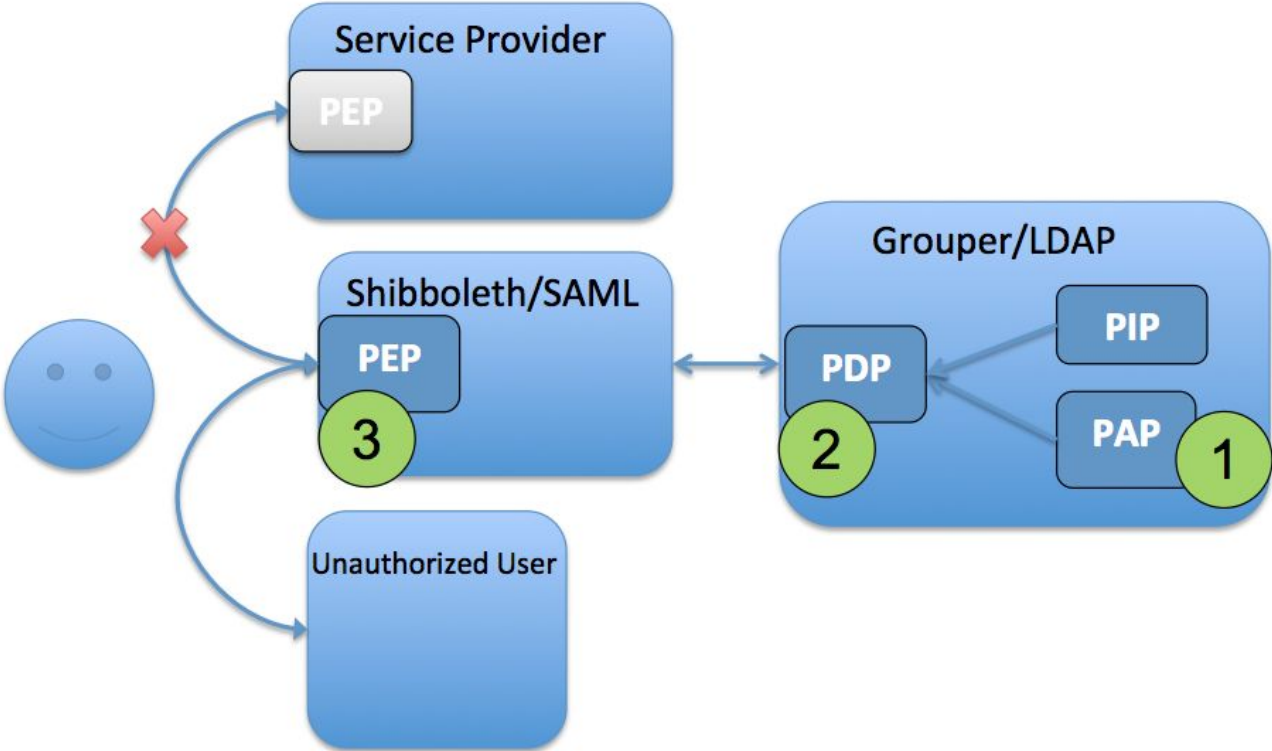 Service Provider
PEP
Shibboleth/SAML
PEP
3
Unauthorized User
Grouper/LDAP
PIP
PDP
2
PAP
1